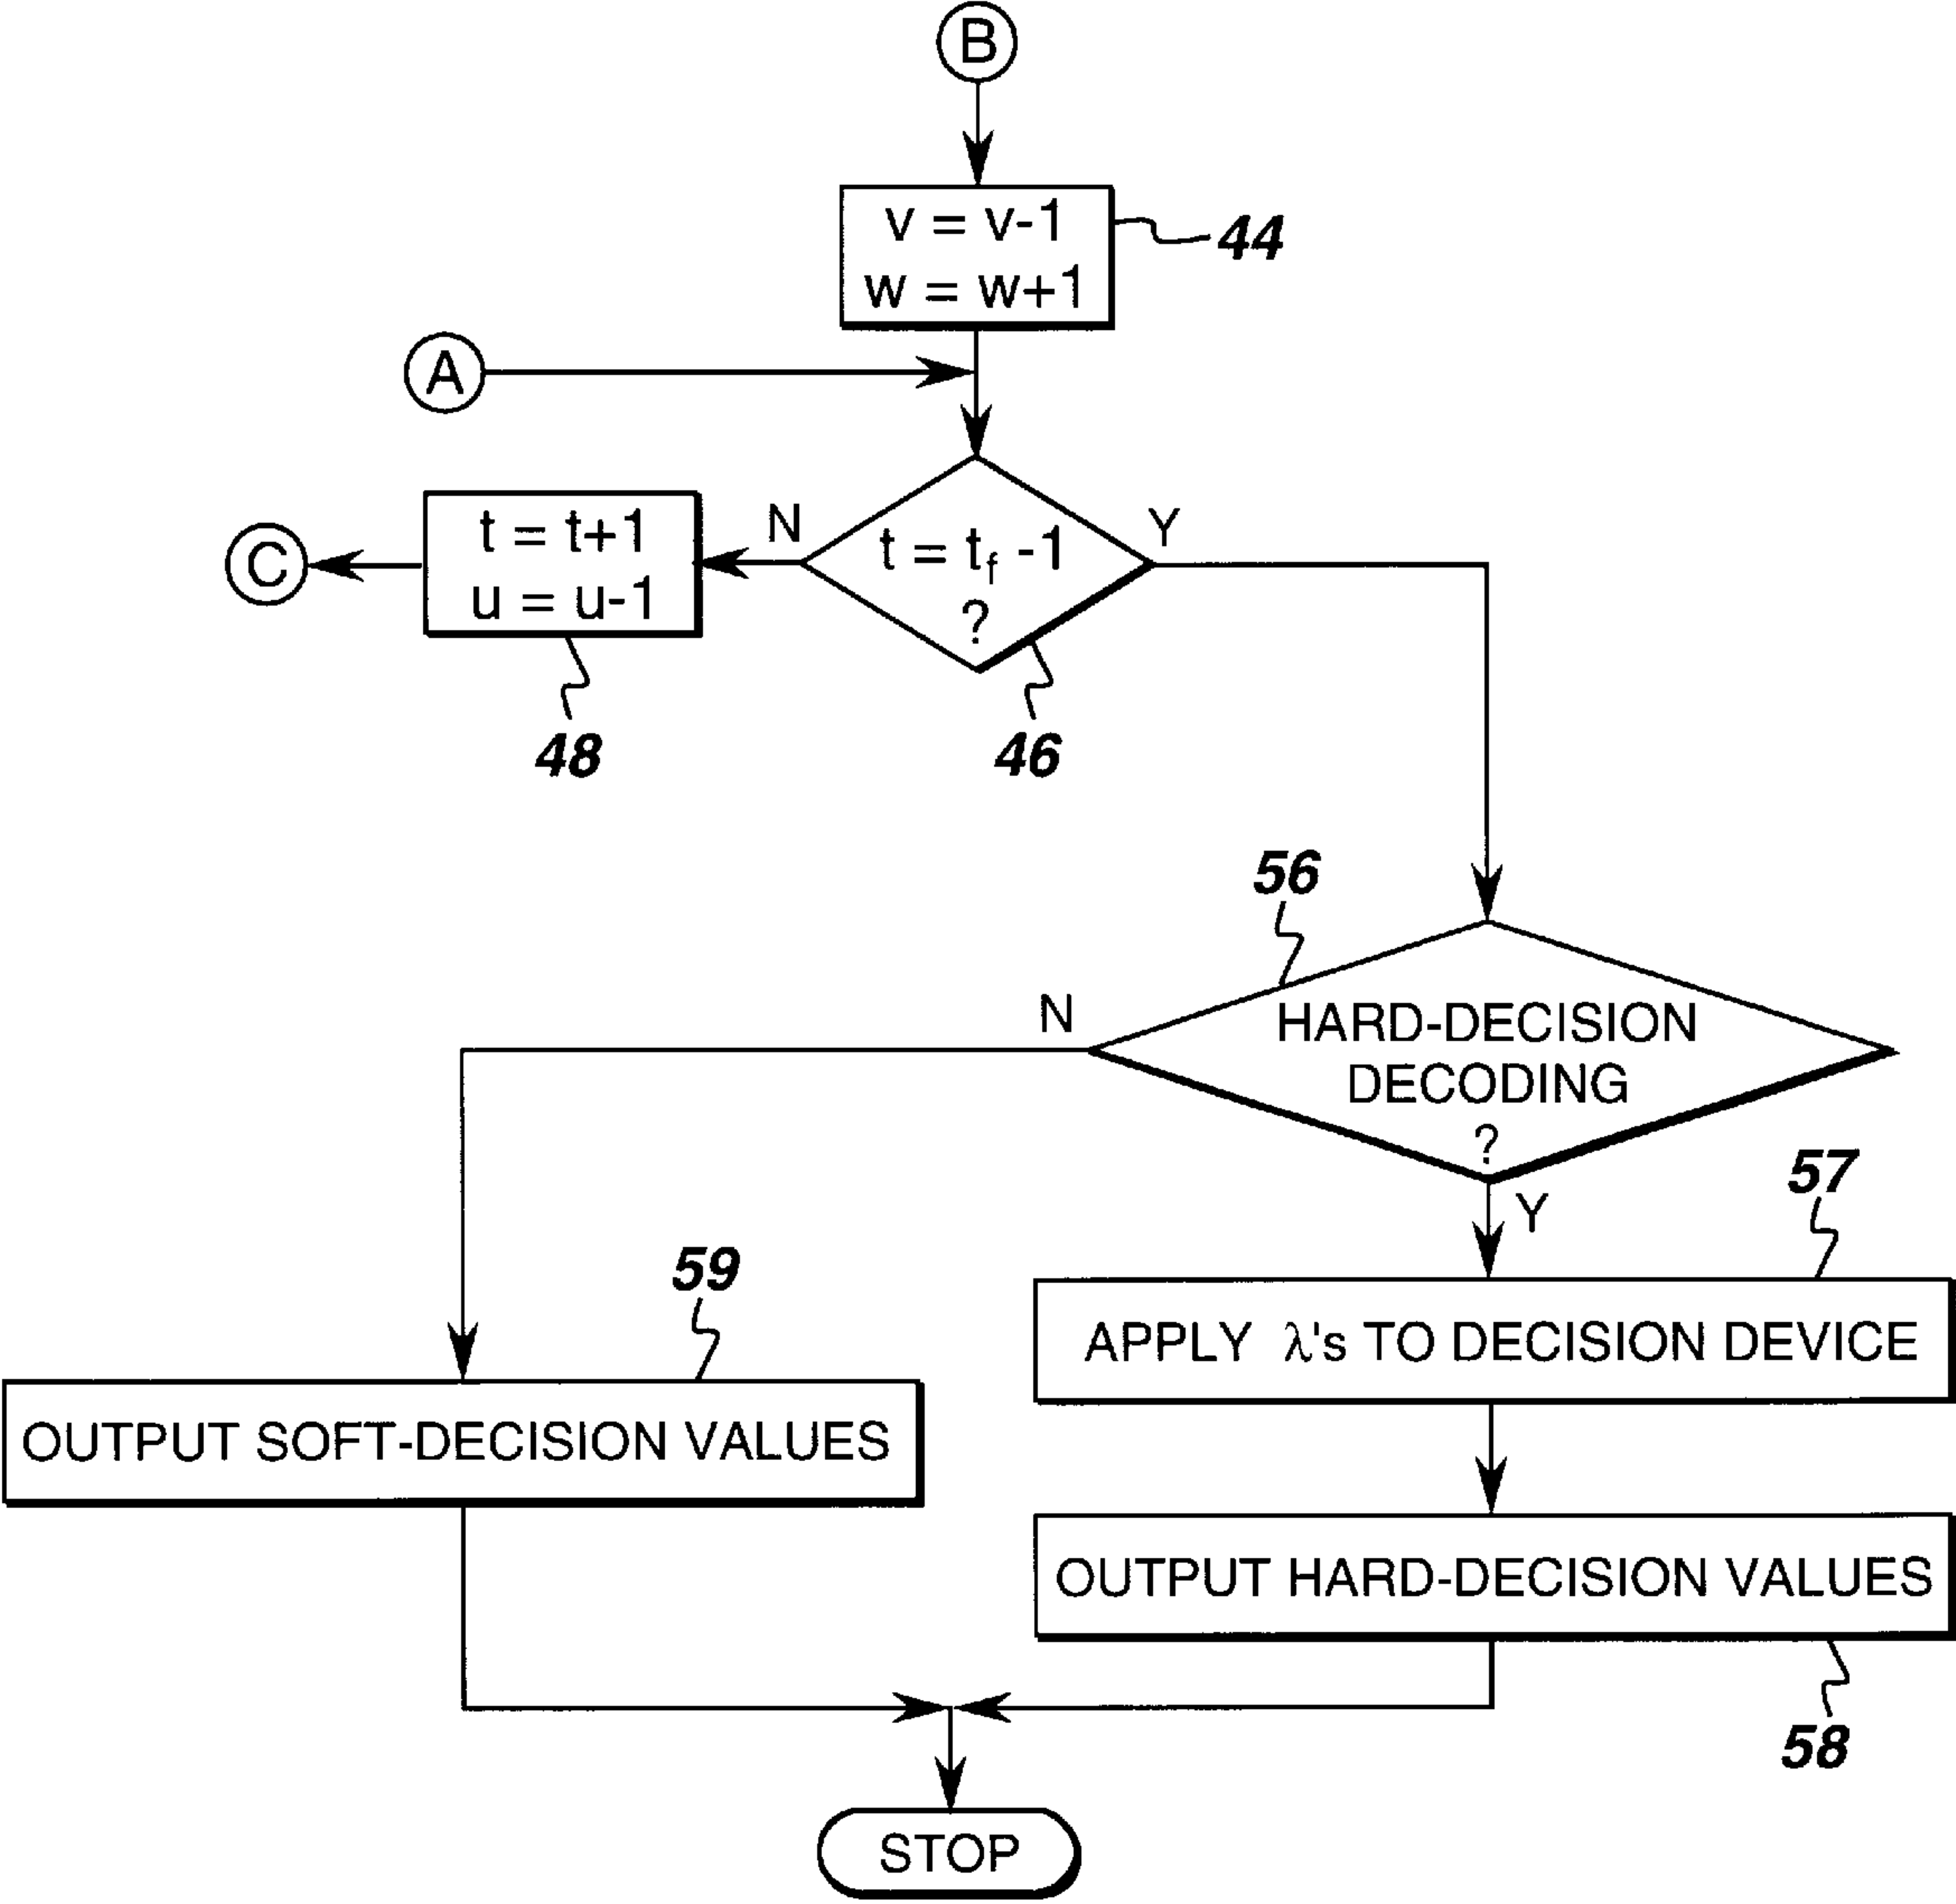 B
v = v-1
w = w+1
44
A
C
t = t+1
u = u-1
N
t = t_f -1
?
Y
48
46
56
N
HARD-DECISION
DECODING
?
Y
57
59
APPLY λ's TO DECISION DEVICE
OUTPUT SOFT-DECISION VALUES
OUTPUT HARD-DECISION VALUES
58
STOP